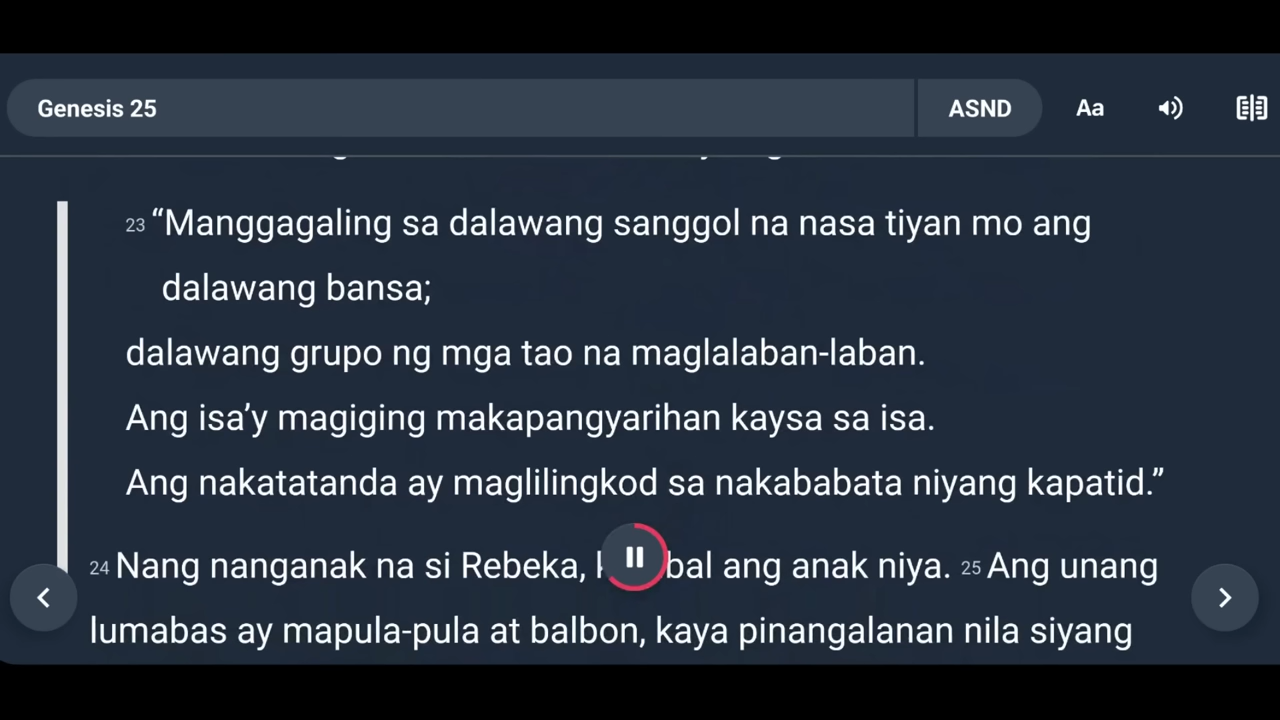 Genesis 25
ASND
Aa
23 “Manggagaling sa dalawang sanggol na nasa tiyan mo ang
dalawang bansa;
dalawang grupo ng mga tao na maglalaban-laban.
Ang isa’y magiging makapangyarihan kaysa sa isa.
Ang nakatatanda ay maglilingkod sa nakababata niyang kapatid.”
24 Nang nanganak na si Rebeka, ang anak niya. 25 Ang unang
lumabas ay mapula-pula at balbon, kaya pinangalanan nila siyang